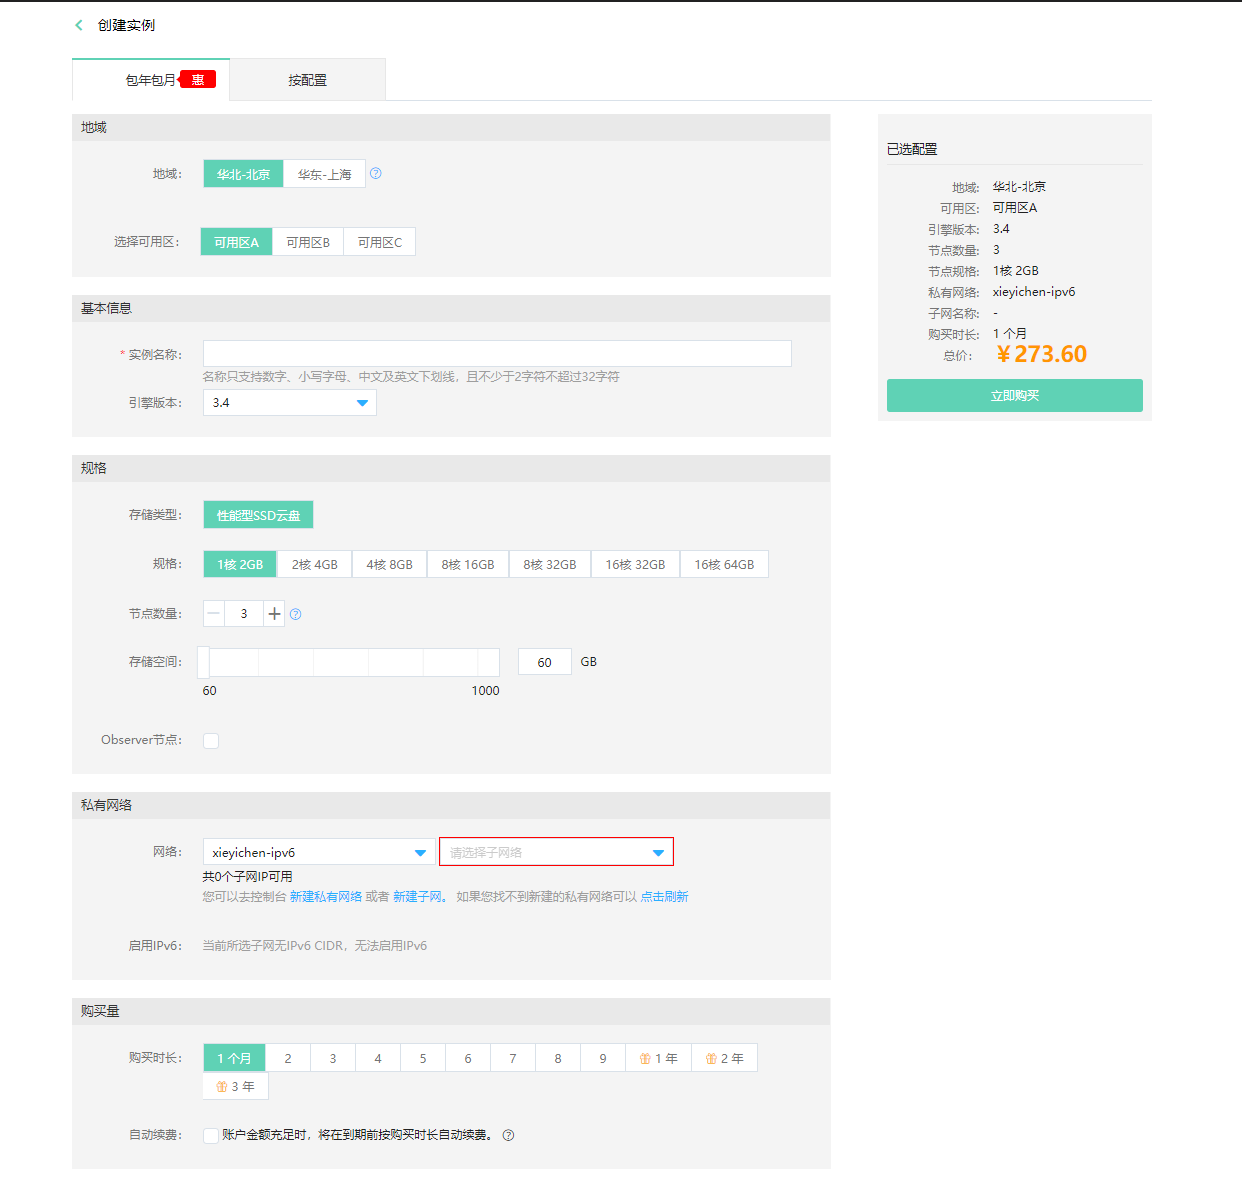 创建实例
包年包月 惠
按配置
地域
地域：
华北-北京 华东-上海
选择可用区：
可用区A 可用区B 可用区C
基本信息
* 实例名称：
名称只支持数字、小写字母、中文及英文下划线，且不少于2字符不超过32字符
引擎版本：
3.4
规格
存储类型：
性能型SSD云盘
规格：
1核 2GB 2核 4GB 4核 8GB 8核 16GB 8核 32GB 16核 32GB 16核 64GB
节点数量：
3
存储空间：
60 GB
60 1000
Observer节点：
私有网络
网络：
xieyichen-ipv6 请选择子网络
共0个子网IP可用
您可以去控制台 新建私有网络 或者 新建子网。 如果您找不到新建的私有网络可以 点击刷新
启用IPv6：
当前所选子网无IPv6 CIDR，无法启用IPv6
购买量
购买时长：
1 个月 2 3 4 5 6 7 8 9 1 年 2 年
3 年
自动续费：
账户金额充足时，将在到期前按购买时长自动续费。
已选配置
地域： 华北-北京
可用区： 可用区A
引擎版本： 3.4
节点数量： 3
节点规格： 1核 2GB
私有网络： xieyichen-ipv6
子网名称： -
购买时长： 1 个月
总价： ￥273.60
立即购买